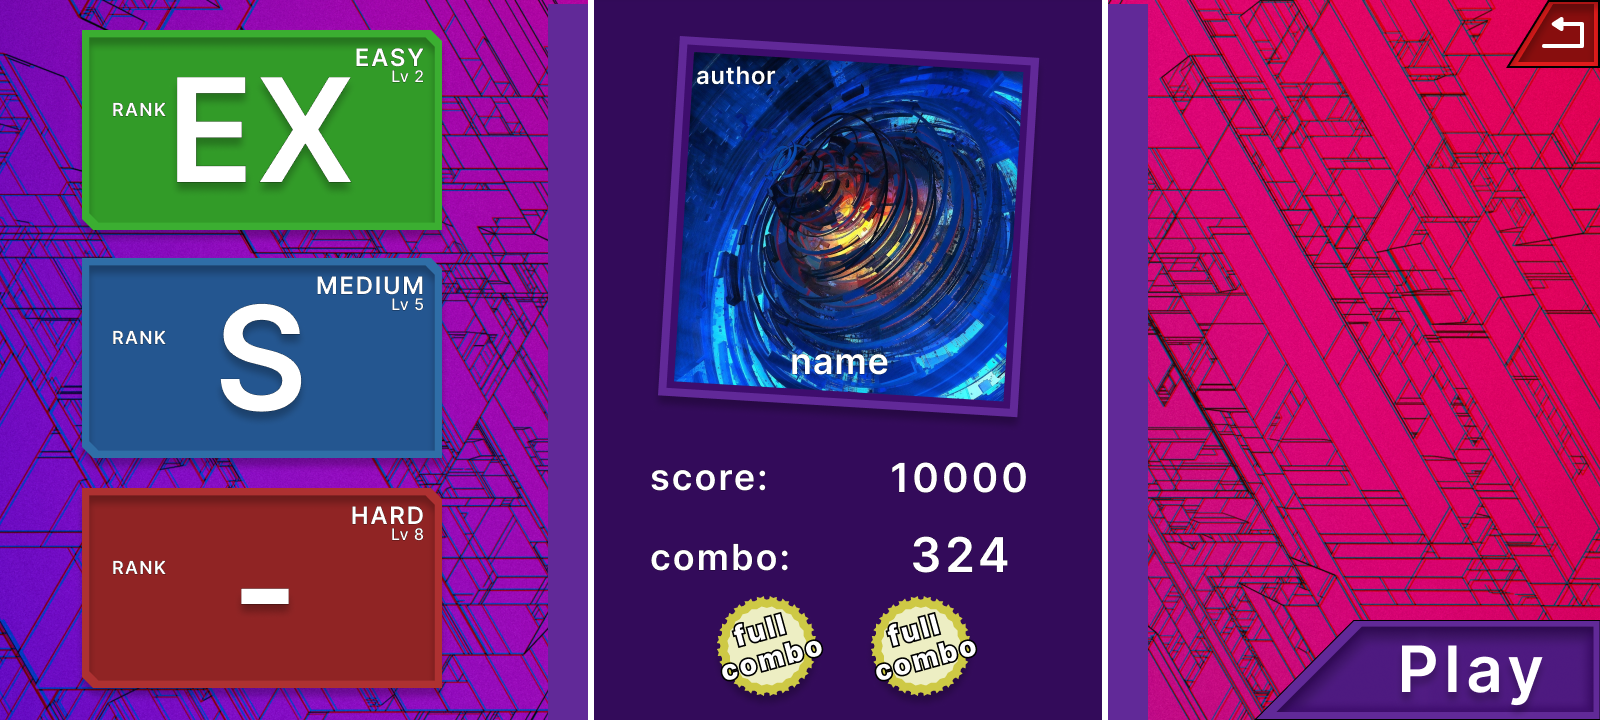 EASY
Lv 2
RANK
EX
MEDIUM
Lv 5
RANK
S
HARD
Lv 8
RANK
-
author
name
score: 10000
combo: 324
full
combo
full
combo
Play